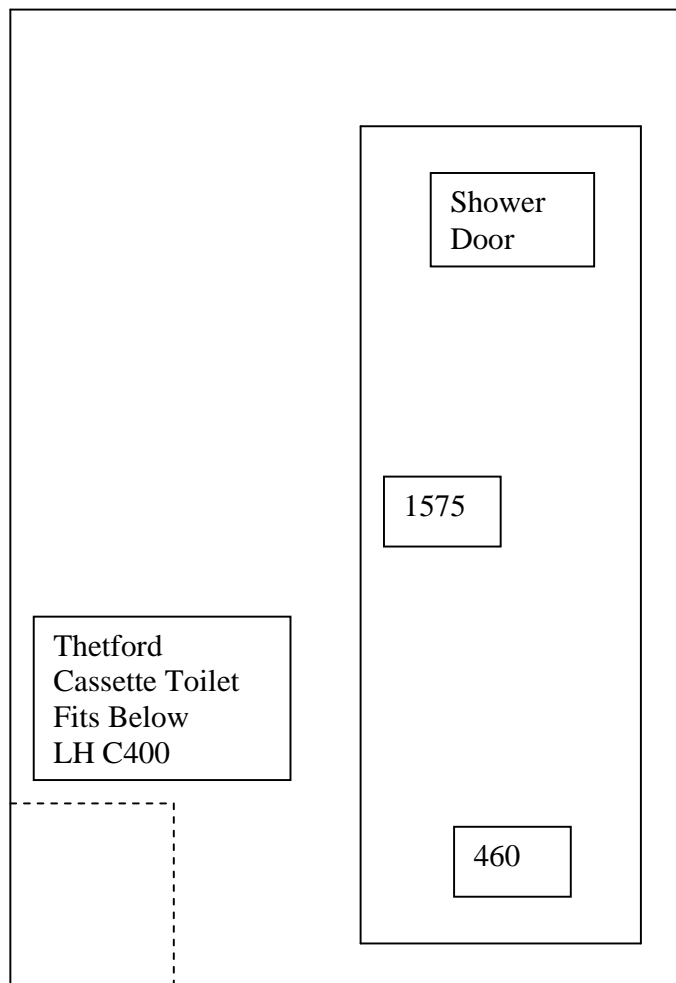 Shower
Door
1575
Thetford
Cassette Toilet
Fits Below
LH C400
460